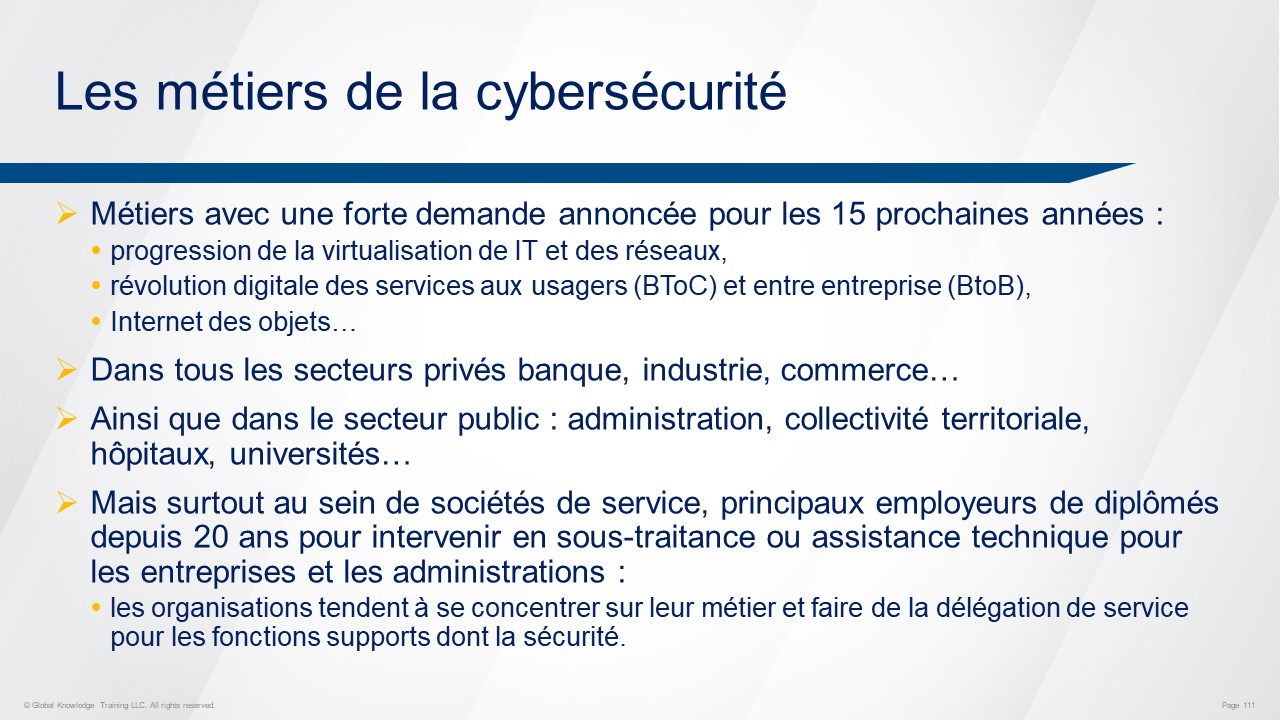 Les métiers de la cybersécurité
Métiers avec une forte demande annoncée pour les 15 prochaines années :
progression de la virtualisation de IT et des réseaux,
révolution digitale des services aux usagers (BToC) et entre entreprise (BtoB),
Internet des objets…
Dans tous les secteurs privés banque, industrie, commerce…
Ainsi que dans le secteur public : administration, collectivité territoriale,
hôpitaux, universités…
Mais surtout au sein de sociétés de service, principaux employeurs de diplômés
depuis 20 ans pour intervenir en sous-traitance ou assistance technique pour
les entreprises et les administrations :
les organisations tendent à se concentrer sur leur métier et faire de la délégation de service
pour les fonctions supports dont la sécurité.
© Global Knowledge Training LLC. All rights reserved.
Page 111